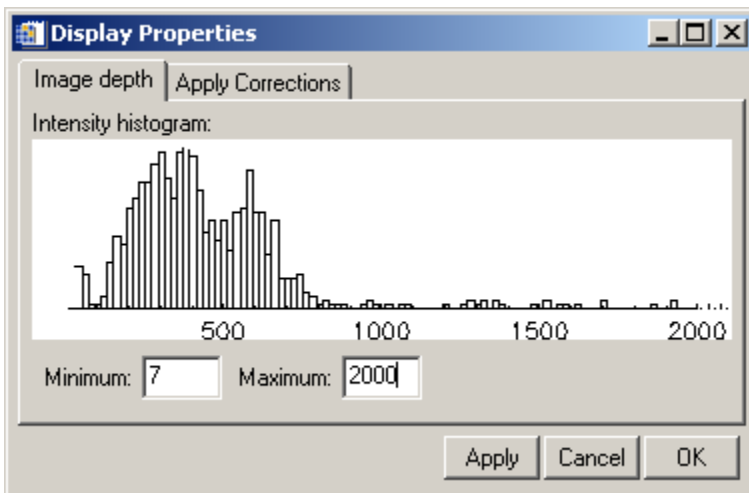 Display Properties
Image depth Apply Corrections
Intensity histogram:
500 1000 1500 2000
Minimum: 7 Maximum: 2000
Apply Cancel OK